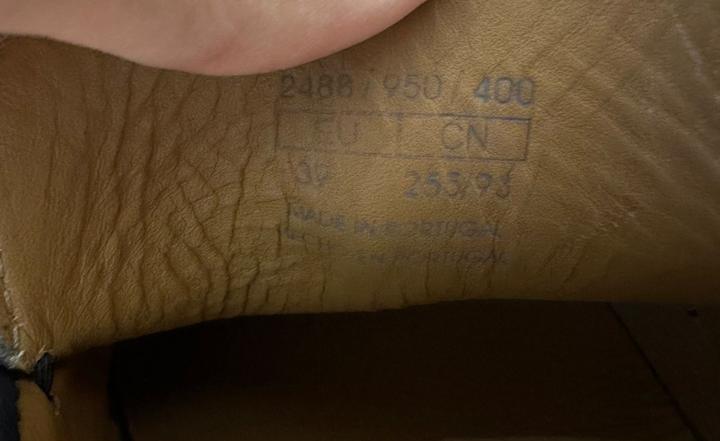 2488 / 950 / 400
EU CN
39 255/93
MADE IN PORTUGAL
EN PORTUGAL